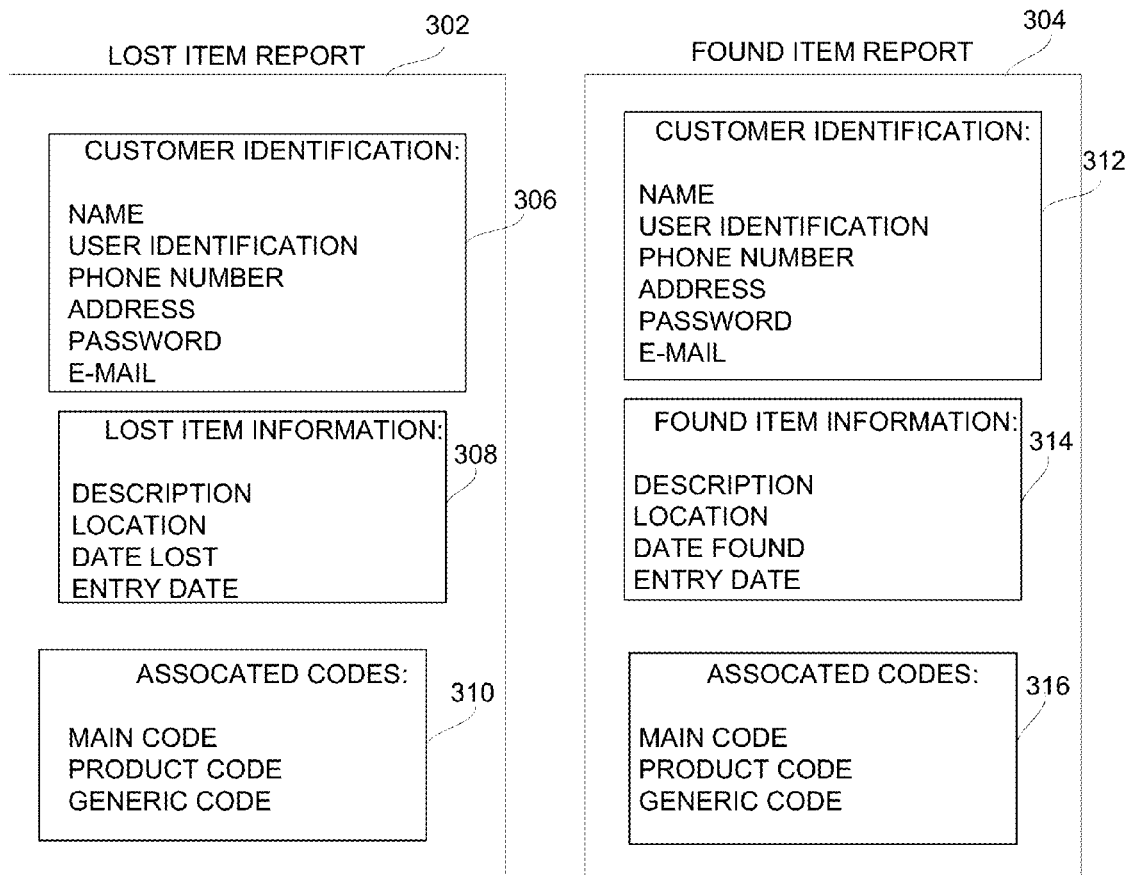 302
LOST ITEM REPORT
CUSTOMER IDENTIFICATION:
306
NAME
USER IDENTIFICATION
PHONE NUMBER
ADDRESS
PASSWORD
E-MAIL
LOST ITEM INFORMATION:
308
DESCRIPTION
LOCATION
DATE LOST
ENTRY DATE
ASSOCATED CODES:
310
MAIN CODE
PRODUCT CODE
GENERIC CODE
304
FOUND ITEM REPORT
CUSTOMER IDENTIFICATION:
312
NAME
USER IDENTIFICATION
PHONE NUMBER
ADDRESS
PASSWORD
E-MAIL
FOUND ITEM INFORMATION:
314
DESCRIPTION
LOCATION
DATE FOUND
ENTRY DATE
ASSOCATED CODES:
316
MAIN CODE
PRODUCT CODE
GENERIC CODE